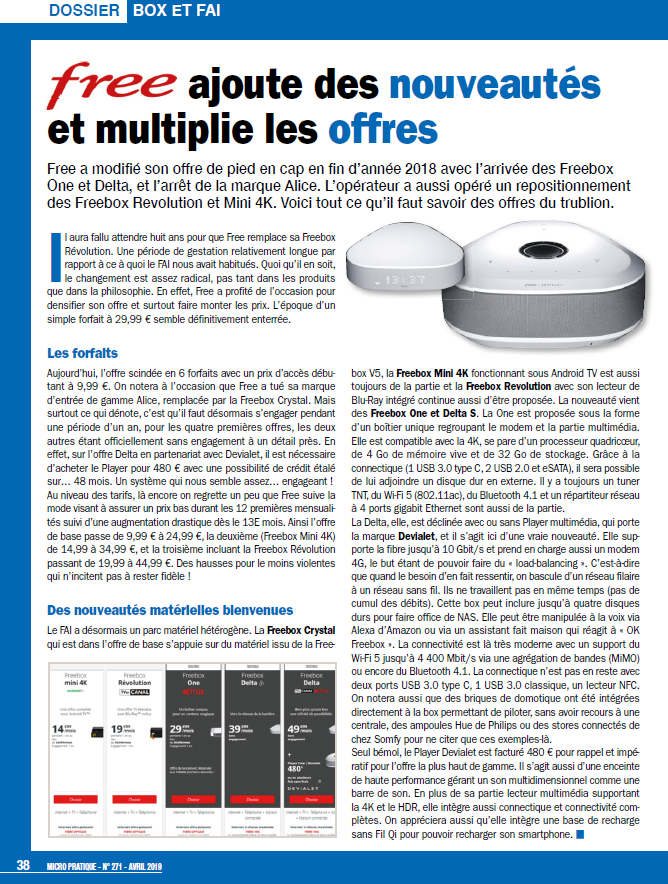 DOSSIER BOX ET FAI
free ajoute des nouveautés
et multiplie les offres
Free a modifié son offre de pied en cap en fin d'année 2018 avec l'arrivée des Freebox
One et Delta, et l'arrêt de la marque Alice. L'opérateur a aussi opéré un repositionnement
des Freebox Revolution et Mini 4K. Voici tout ce qu'il faut savoir des offres du trublion.
Il aura fallu attendre huit ans pour que Free remplace sa Freebox
Révolution. Une période de gestation relativement longue par
rapport à ce à quoi le FAI nous avait habitués. Quoi qu'il en soit,
le changement est assez radical, pas tant dans les produits
que dans la philosophie. En effet, Free a profité de l'occasion pour
densifier son offre et surtout faire monter les prix. L'époque d'un
simple forfait à 29,99 € semble définitivement enterrée.
Les forfaits
Aujourd'hui, l'offre scindée en 6 forfaits avec un prix d'accès débu-
tant à 9,99 €. On notera à l'occasion que Free a tué sa marque
d'entrée de gamme Alice, remplacée par la Freebox Crystal. Mais
surtout ce qui dénote, c'est qu'il faut désormais s'engager pendant
une période d'un an, pour les quatre premières offres, les deux
autres étant officiellement sans engagement à un détail près. En
effet, sur l'offre Delta en partenariat avec Devialet, il est nécessaire
d'acheter le Player pour 480 € avec une possibilité de crédit étalé
sur… 48 mois. Un système qui nous semble assez… engageant !
Au niveau des tarifs, là encore on regrette un peu que Free suive la
mode visant à assurer un prix bas durant les 12 premières mensuali-
tés suivi d'une augmentation drastique dès le 13E mois. Ainsi l'offre
de base passe de 9,99 € à 24,99 €, la deuxième (Freebox Mini 4K)
de 14,99 à 34,99 €, et la troisième incluant la Freebox Révolution
passant de 19,99 à 44,99 €. Des hausses pour le moins violentes
qui n'incitent pas à rester fidèle !
Des nouveautés matérielles bienvenues
Le FAI a désormais un parc matériel hétérogène. La Freebox Crystal
qui est dans l'offre de base s'appuie sur du matériel issu de la Free-
Freebox
mini 4K
14€99
/mois
Choisir
Internet + TV + Téléphone
Freebox
Révolution
TV by CANAL
19€99
/mois
Choisir
Internet + TV + Téléphone
Freebox
One
NETFLIX
29€99
/mois
Choisir
Internet + TV + Téléphone
Freebox
Delta S
39€99
/mois
Choisir
Freebox
Delta
49€99
/mois
480€
DEVIALET
Choisir
box V5, la Freebox Mini 4K fonctionnant sous Android TV est aussi
toujours de la partie et la Freebox Revolution avec son lecteur de
Blu-Ray intégré continue aussi d'être proposée. La nouveauté vient
des Freebox One et Delta S. La One est proposée sous la forme
d'un boîtier unique regroupant le modem et la partie multimédia.
Elle est compatible avec la 4K, se pare d'un processeur quadricœur,
de 4 Go de mémoire vive et de 32 Go de stockage. Grâce à la
connectique (1 USB 3.0 type C, 2 USB 2.0 et eSATA), il sera possible
de lui adjoindre un disque dur en externe. Il y a toujours un tuner
TNT, du Wi-Fi 5 (802.11ac), du Bluetooth 4.1 et un répartiteur réseau
à 4 ports gigabit Ethernet sont aussi de la partie.
La Delta, elle, est déclinée avec ou sans Player multimédia, qui porte
la marque Devialet, et il s'agit ici d'une vraie nouveauté. Elle sup-
porte la fibre jusqu'à 10 Gbit/s et prend en charge aussi un modem
4G, le but étant de pouvoir faire du « load-balancing ». C'est-à-dire
que quand le besoin d'en fait ressentir, on bascule d'un réseau filaire
à un réseau sans fil. Ils ne travaillent pas en même temps (pas de
cumul des débits). Cette box peut inclure jusqu'à quatre disques
durs pour faire office de NAS. Elle peut être manipulée à la voix via
Alexa d'Amazon ou via un assistant fait maison qui réagit à « OK
Freebox ». La connectivité est là très moderne avec un support du
Wi-Fi 5 jusqu'à 4 400 Mbit/s via une agrégation de bandes (MiMO)
ou encore du Bluetooth 4.1. La connectique n'est pas en reste avec
deux ports USB 3.0 type C, 1 USB 3.0 classique, un lecteur NFC.
On notera aussi que des briques de domotique ont été intégrées
directement à la box permettant de piloter, sans avoir recours à une
centrale, des ampoules Hue de Philips ou des stores connectés de
chez Somfy pour ne citer que ces exemples-là.
Seul bémol, le Player Devialet est facturé 480 € pour rappel et impé-
ratif pour l'offre la plus haut de gamme. Il s'agit aussi d'une enceinte
de haute performance gérant un son multidimensionnel comme une
barre de son. En plus de sa partie lecteur multimédia supportant
la 4K et le HDR, elle intègre aussi connectique et connectivité com-
plètes. On appréciera aussi qu'elle intègre une base de recharge
sans Fil Qi pour pouvoir recharger son smartphone.
38 MICRO PRATIQUE - N° 271 - AVRIL 2019